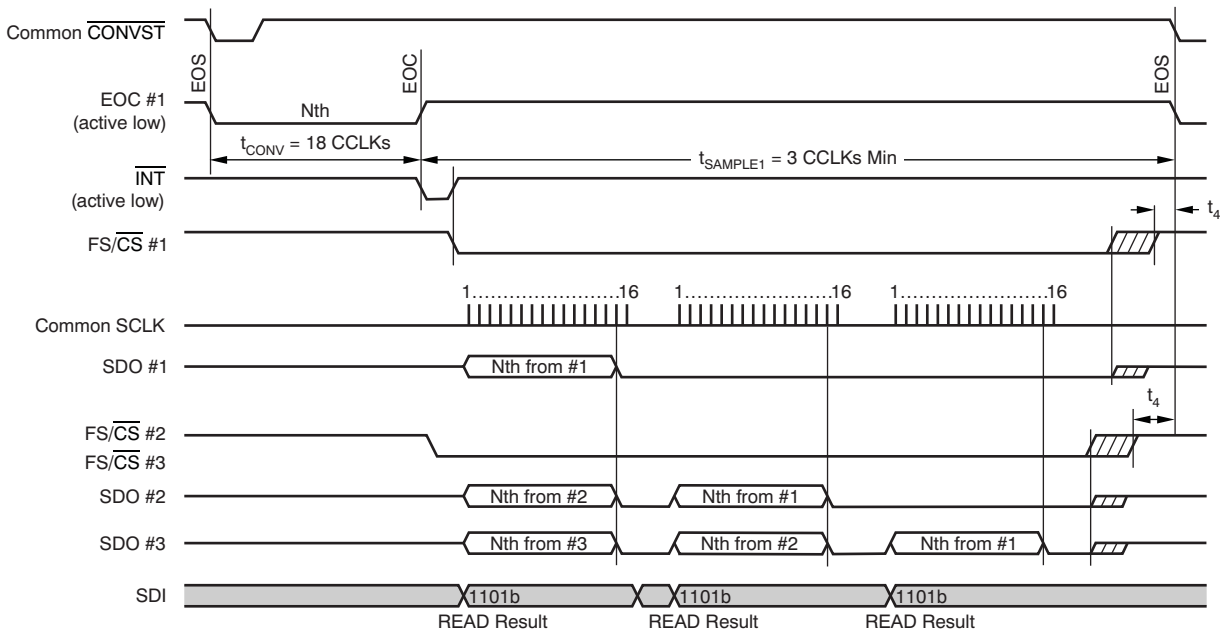 Common CONVST
EOS
EOC
EOS
EOC #1
(active low)
Nth
tCONV = 18 CCLKs
tSAMPLE1 = 3 CCLKs Min
INT
(active low)
t4
FS/CS #1
1.......................16
1.......................16
1.......................16
Common SCLK
SDO #1
Nth from #1
t4
FS/CS #2
FS/CS #3
SDO #2
Nth from #2
Nth from #1
SDO #3
Nth from #3
Nth from #2
Nth from #1
SDI
1101b
1101b
1101b
READ Result
READ Result
READ Result